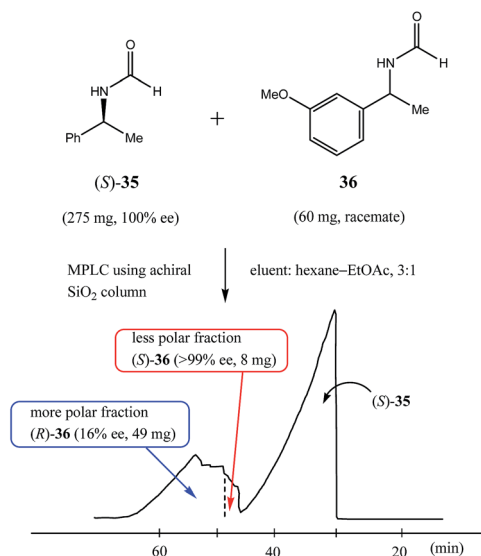 O
HN
H
Ph
Me
+
O
HN
H
MeO
Me
(S)-35
36
(275 mg, 100% ee)
(60 mg, racemate)
MPLC using achiral
SiO₂ column
eluent: hexane–EtOAc, 3:1
less polar fraction
(S)-36 (>99% ee, 8 mg)
more polar fraction
(R)-36 (16% ee, 49 mg)
(S)-35
60
40
20
(min)